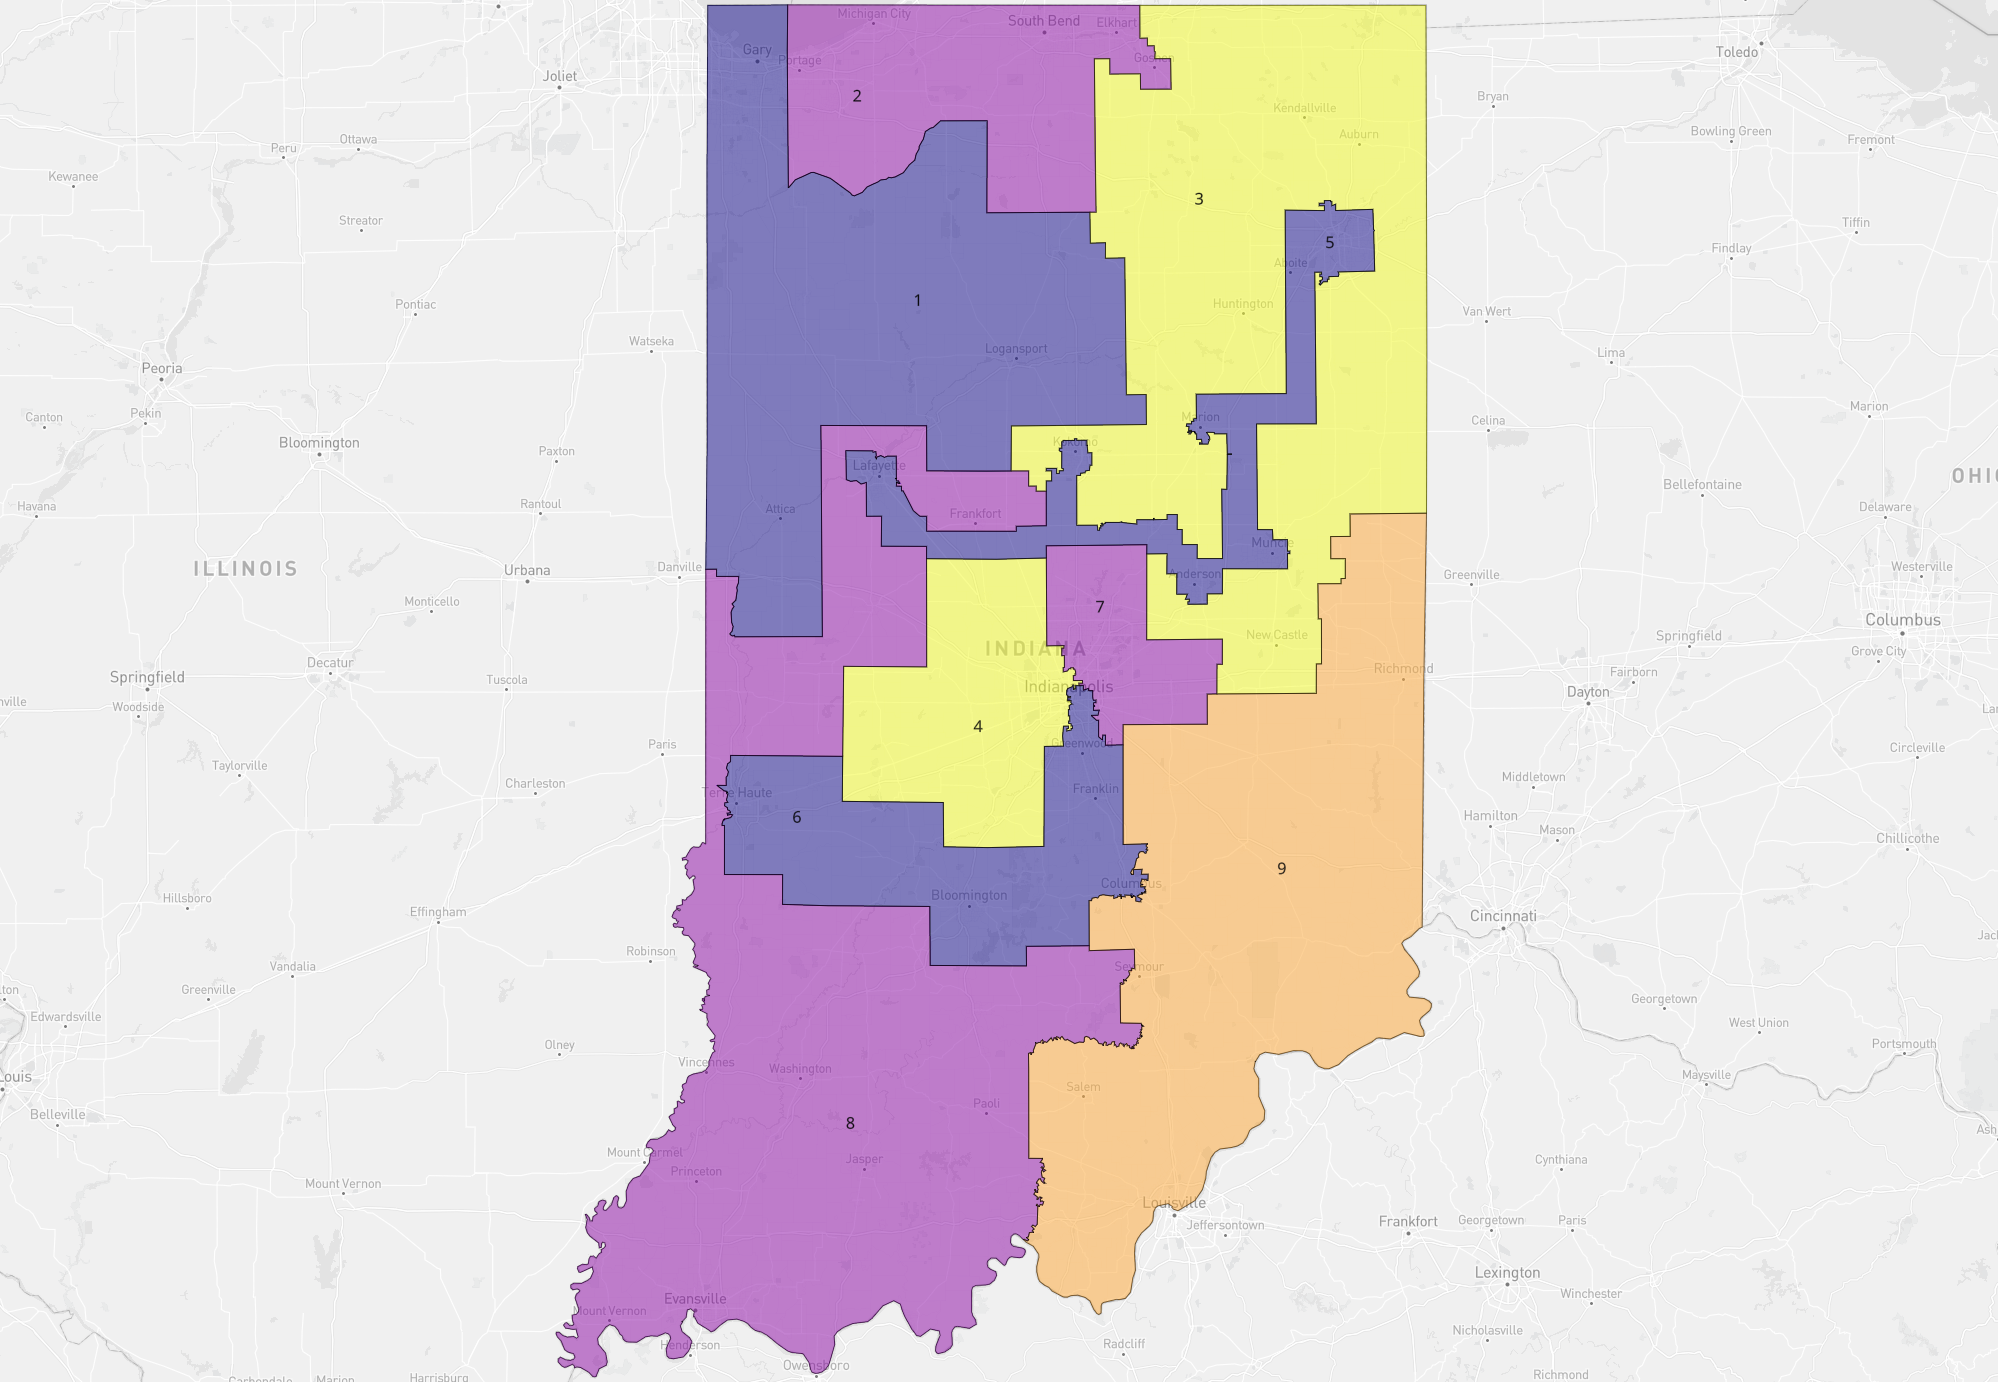 Michigan City
South Bend
Elkhart
Gary
Portage
Goshen
Toledo
Joliet
2
Bryan
Kendallville
Bowling Green
Fremont
Auburn
Ottawa
Peru
Kewanee
3
Streator
Tiffin
5
Findlay
Aboite
1
Pontiac
Huntington
Van Wert
Watseka
Logansport
Lima
Peoria
Pekin
Canton
Marion
Celina
Marion
Bloomington
Kokomo
Paxton
Lafayette
OHIO
Bellefontaine
Havana
Rantoul
Attica
Frankfort
Delaware
Muncie
ILLINOIS
Urbana
Danville
Anderson
Greenville
Westerville
Monticello
7
Columbus
New Castle
Springfield
INDIANA
Grove City
Decatur
Richmond
Fairborn
Springfield
Tuscola
Indianapolis
Dayton
Woodside
4
Greenwood
Paris
Circleville
Taylorville
Charleston
Terre Haute
Franklin
Middletown
6
Hamilton
Mason
Chillicothe
9
Columbus
Hillsboro
Bloomington
Effingham
Cincinnati
Robinson
Vandalia
Seymour
Greenville
Georgetown
Edwardsville
West Union
Olney
Portsmouth
Vincennes
Washington
Louis
Maysville
Salem
Paoli
Belleville
8
Mount Carmel
Jasper
Cynthiana
Princeton
Mount Vernon
Louisville
Jeffersontown
Frankfort
Georgetown
Paris
Lexington
Evansville
Winchester
Mount Vernon
Nicholasville
Henderson
Radcliff
Owensboro
Carbondale
Marion
Harrisburg
Richmond